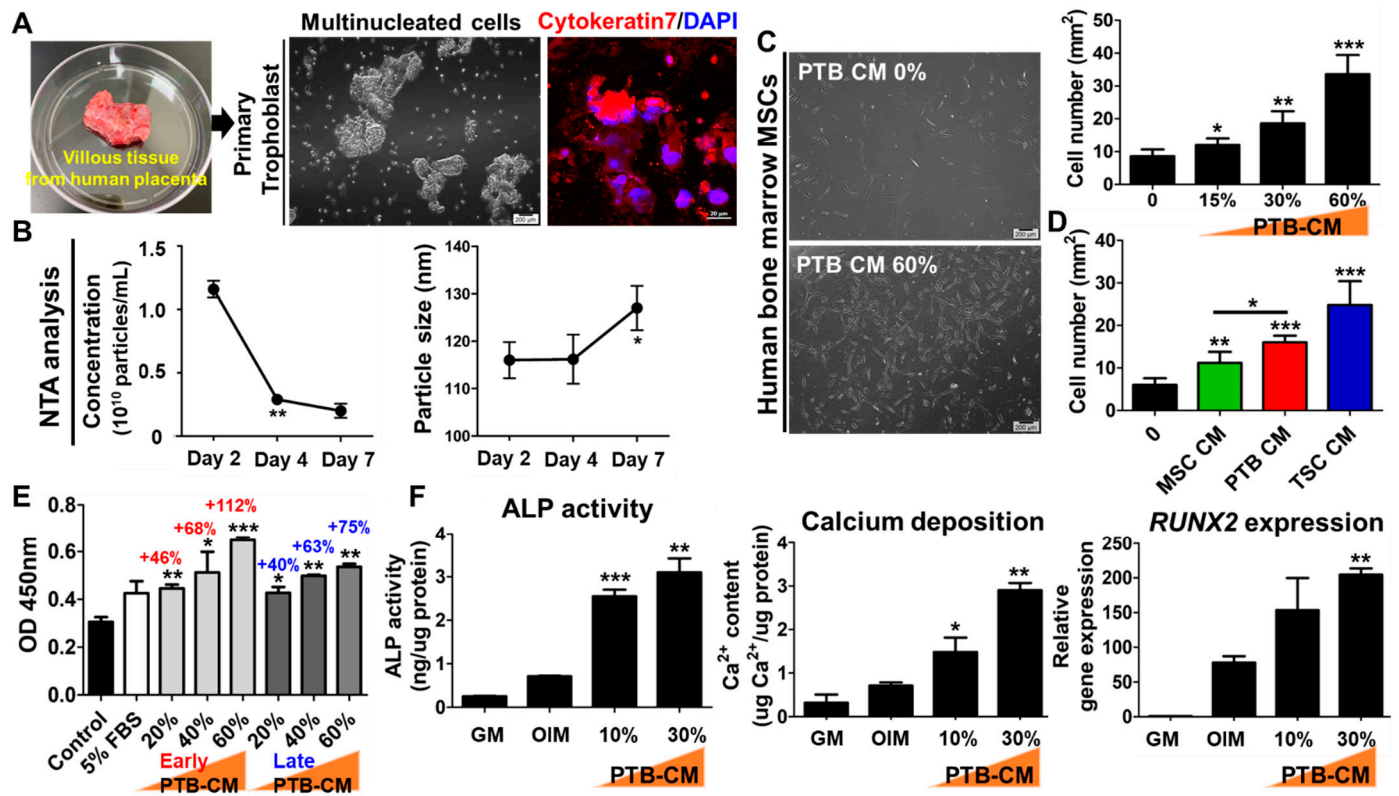 A
Villous tissue
from human placenta
Primary
Trophoblast
Multinucleated cells
200 μm
Cytokeratin7/DAPI
20 μm
B
NTA analysis
Concentration
(10¹⁰ particles/mL)
1.5
1.0
0.5
0
**
Day 2 Day 4 Day 7
Particle size (nm)
140
130
120
110
100
*
Day 2 Day 4 Day 7
C
Human bone marrow MSCs
PTB CM 0%
200 μm
PTB CM 60%
200 μm
Cell number (mm²)
50
40
30
20
10
0
* ** ***
0 15% 30% 60%
PTB-CM
D
Cell number (mm²)
40
30
20
10
0
*
** *** ***
0 MSC CM PTB CM TSC CM
E
OD 450nm
0.8
0.6
0.4
0.2
0.0
+46% +68% +112% +40% +63% +75%
** * *** * ** **
Control 5% FBS 20% 40% 60% 20% 40% 60%
Early Late
PTB-CM PTB-CM
F
ALP activity
ALP activity
(ng/ug protein)
4
3
2
1
0
*** **
GM OIM 10% 30%
PTB-CM
Calcium deposition
Ca²⁺ content
(ug Ca²⁺/ug protein)
4
3
2
1
0
* **
GM OIM 10% 30%
PTB-CM
RUNX2 expression
Relative
gene expression
250
200
150
100
50
0
**
GM OIM 10% 30%
PTB-CM